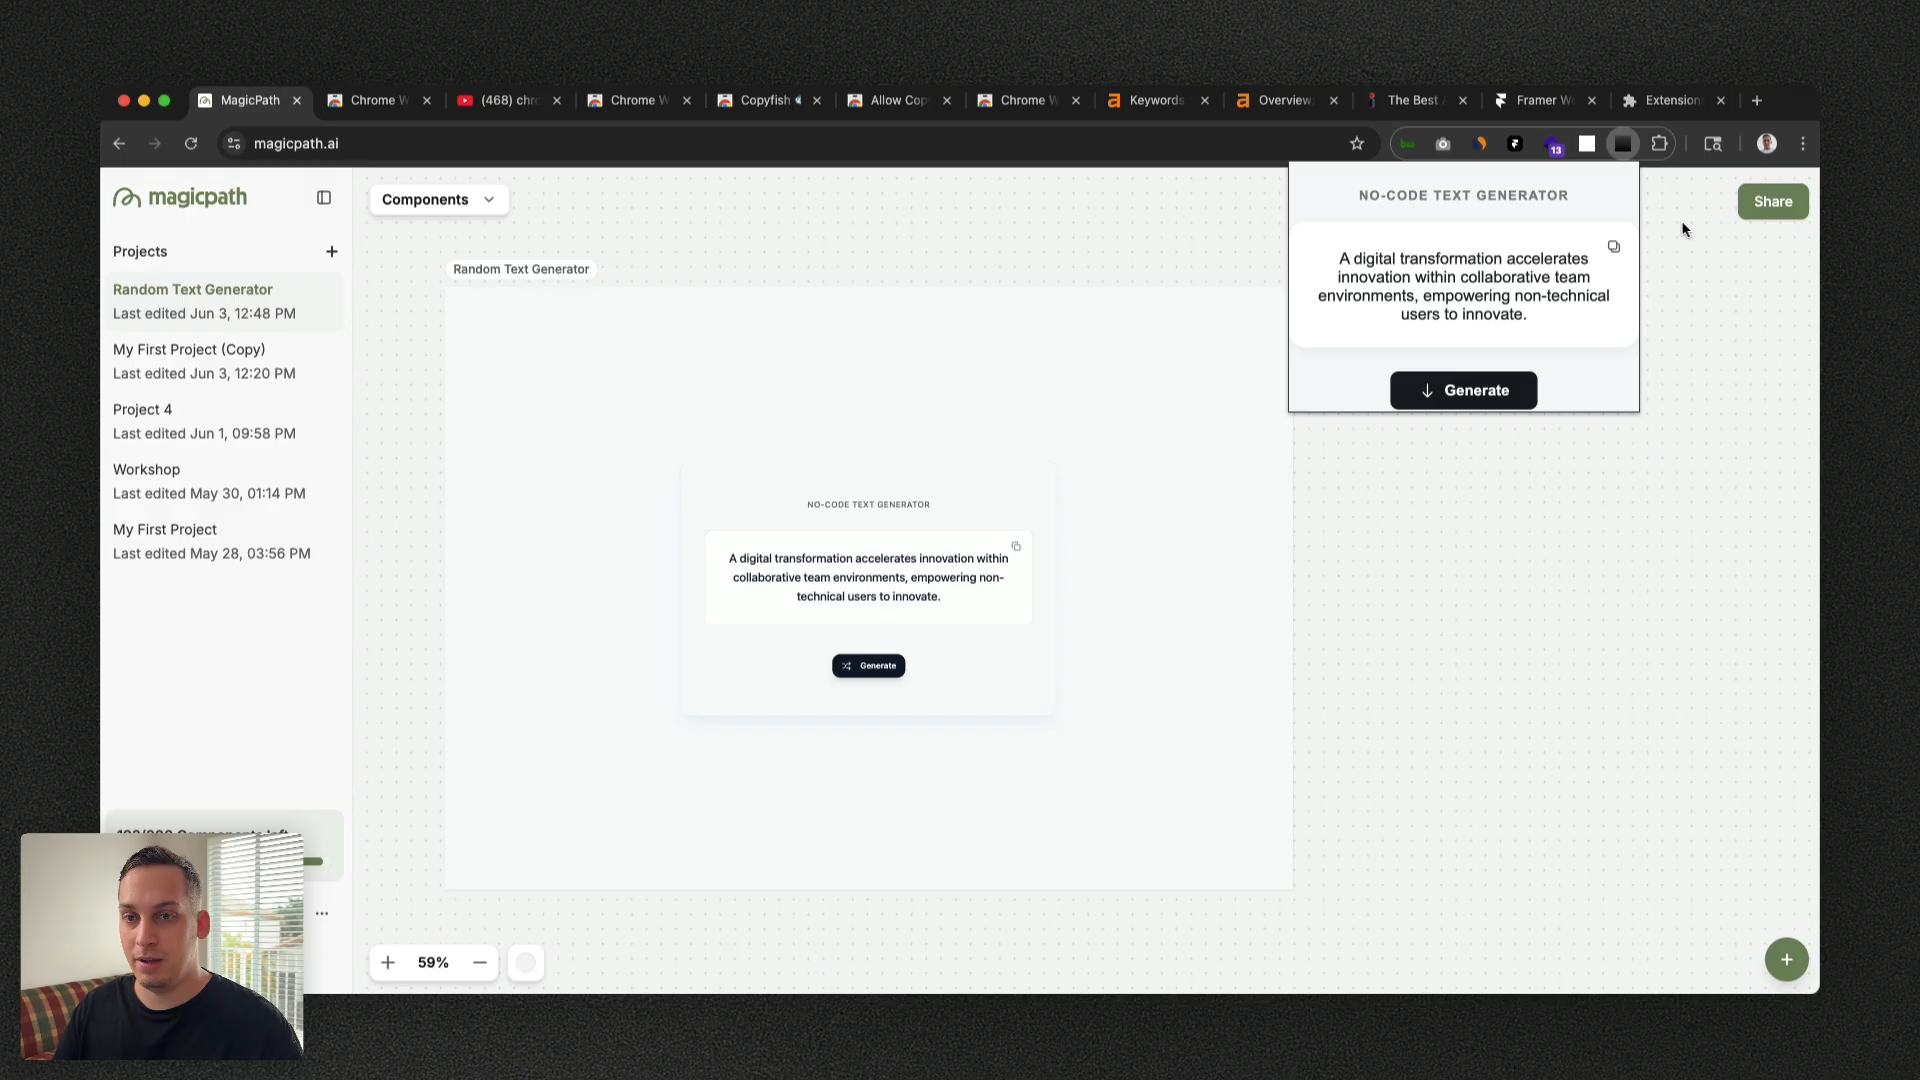 MagicPath
Chrome W
(468) chr
Chrome W
Copyfish
Allow Cop
Chrome W
Keywords
Overview:
The Best
Framer W
Extension
magicpath.ai
13
magicpath
Projects
Random Text Generator
Last edited Jun 3, 12:48 PM
My First Project (Copy)
Last edited Jun 3, 12:20 PM
Project 4
Last edited Jun 1, 09:58 PM
Workshop
Last edited May 30, 01:14 PM
My First Project
Last edited May 28, 03:56 PM
Components
Random Text Generator
NO-CODE TEXT GENERATOR
A digital transformation accelerates innovation within
collaborative team environments, empowering non-
technical users to innovate.
Generate
59%
NO-CODE TEXT GENERATOR
A digital transformation accelerates
innovation within collaborative team
environments, empowering non-technical
users to innovate.
Generate
Share